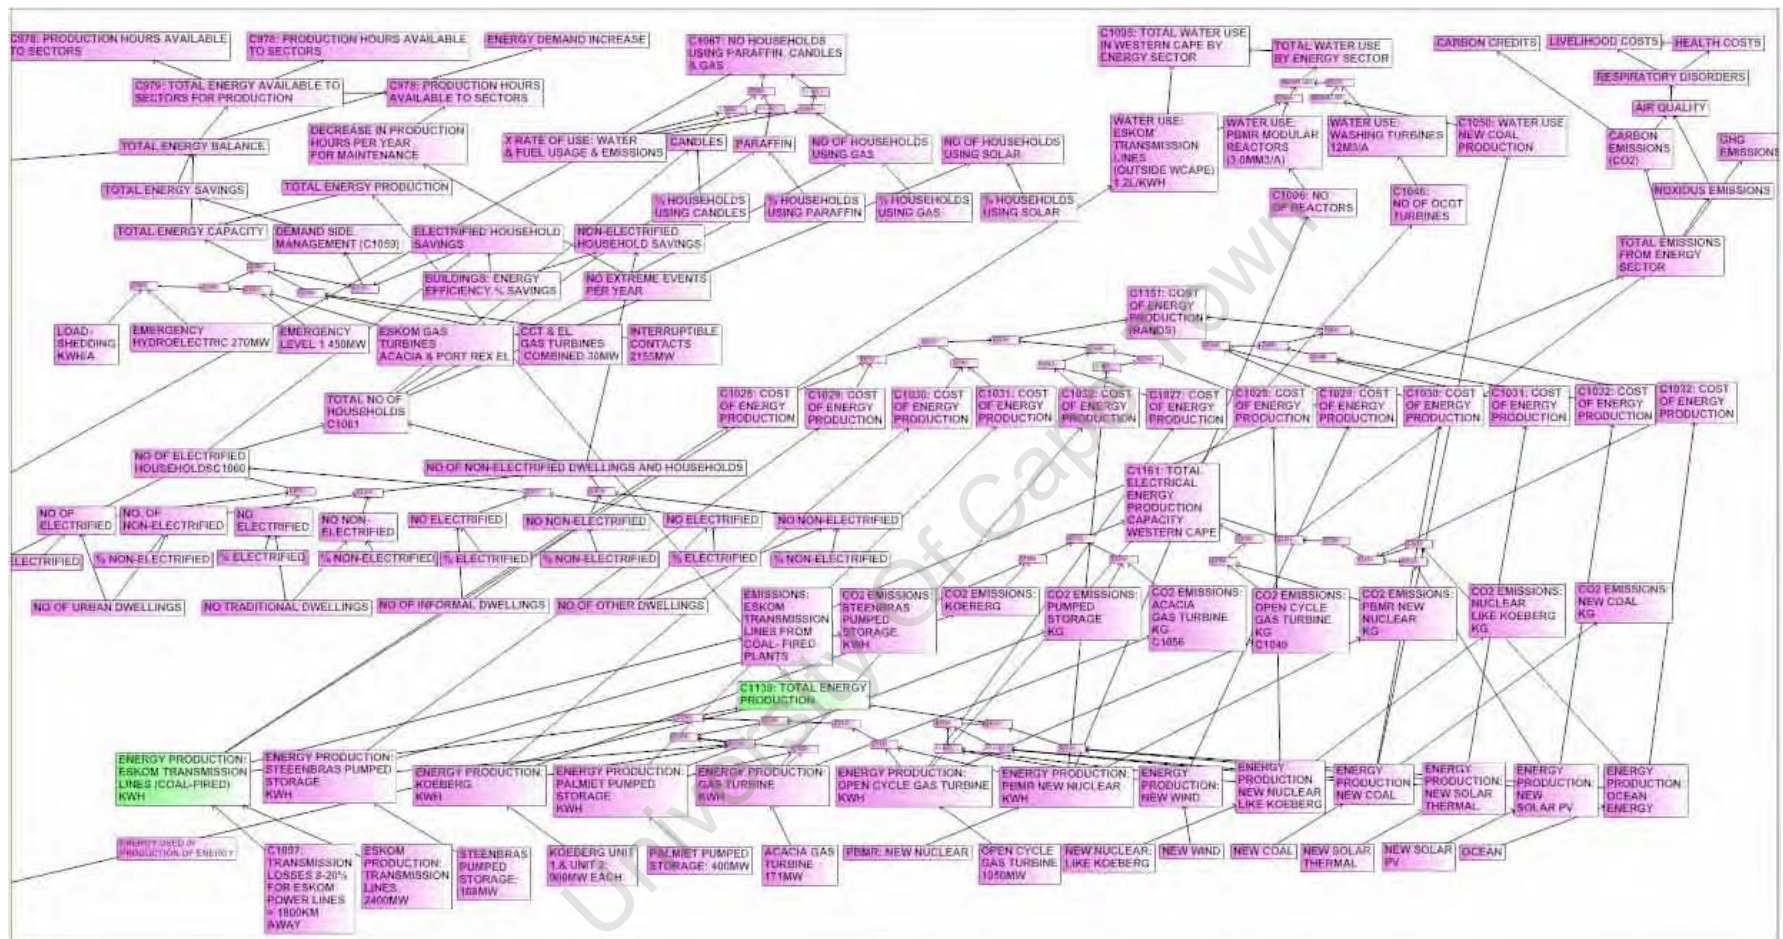 C978: PRODUCTION HOURS AVAILABLE
TO SECTORS
C978: PRODUCTION HOURS AVAILABLE
TO SECTORS
ENERGY DEMAND INCREASE
C1067: NO HOUSEHOLDS
USING PARAFFIN, CANDLES
& GAS
C1095: TOTAL WATER USE
IN WESTERN CAPE BY
ENERGY SECTOR
TOTAL WATER USE
BY ENERGY SECTOR
CARBON CREDITS
LIVELIHOOD COSTS
HEALTH COSTS
C979: TOTAL ENERGY AVAILABLE TO
SECTORS FOR PRODUCTION
C978: PRODUCTION HOURS
AVAILABLE TO SECTORS
RESPIRATORY DISORDERS
AIR QUALITY
TOTAL ENERGY BALANCE
DECREASE IN PRODUCTION
HOURS PER YEAR
FOR MAINTENANCE
X RATE OF USE: WATER
& FUEL USAGE & EMISSIONS
CANDLES
PARAFFIN
NO OF HOUSEHOLDS
USING GAS
NO OF HOUSEHOLDS
USING SOLAR
WATER USE:
ESKOM
TRANSMISSION
LINES
(OUTSIDE WCAPE)
1.2L/KWH
WATER USE:
PBMR MODULAR
REACTORS
(3.0MM3/A)
WATER USE:
WASHING TURBINES
12M3/A
C1050: WATER USE
NEW COAL
PRODUCTION
CARBON
EMISSIONS
(CO2)
GHG
EMISSIONS
TOTAL ENERGY SAVINGS
TOTAL ENERGY PRODUCTION
% HOUSEHOLDS
USING CANDLES
% HOUSEHOLDS
USING PARAFFIN
% HOUSEHOLDS
USING GAS
% HOUSEHOLDS
USING SOLAR
C1096: NO
OF REACTORS
C1046:
NO OF OCGT
TURBINES
NOXIOUS EMISSIONS
TOTAL ENERGY CAPACITY
DEMAND SIDE
MANAGEMENT (C1059)
ELECTRIFIED HOUSEHOLD
SAVINGS
NON-ELECTRIFIED
HOUSEHOLD SAVINGS
TOTAL EMISSIONS
FROM ENERGY
SECTOR
BUILDINGS: ENERGY
EFFICIENCY % SAVINGS
NO EXTREME EVENTS
PER YEAR
C1151: COST
OF ENERGY
PRODUCTION
(RANDS)
LOAD-
SHEDDING
KWH/A
EMERGENCY
HYDROELECTRIC 270MW
EMERGENCY
LEVEL 1 450MW
ESKOM GAS
TURBINES
ACACIA & PORT REX EL
CCT & EL
GAS TURBINES
COMBINED 30MW
INTERRUPTIBLE
CONTACTS
2155MW
TOTAL NO OF
HOUSEHOLDS
C1061
C1026: COST
OF ENERGY
PRODUCTION
C1029: COST
OF ENERGY
PRODUCTION
C1030: COST
OF ENERGY
PRODUCTION
C1031: COST
OF ENERGY
PRODUCTION
C1032: COST
OF ENERGY
PRODUCTION
C1027: COST
OF ENERGY
PRODUCTION
C1028: COST
OF ENERGY
PRODUCTION
C1029: COST
OF ENERGY
PRODUCTION
C1030: COST
OF ENERGY
PRODUCTION
C1031: COST
OF ENERGY
PRODUCTION
C1032: COST
OF ENERGY
PRODUCTION
C1032: COST
OF ENERGY
PRODUCTION
NO OF ELECTRIFIED
HOUSEHOLDSC1060
NO OF NON-ELECTRIFIED DWELLINGS AND HOUSEHOLDS
C1161: TOTAL
ELECTRICAL
ENERGY
PRODUCTION
CAPACITY
WESTERN CAPE
NO OF
ELECTRIFIED
NO. OF
NON-ELECTRIFIED
NO
ELECTRIFIED
NO NON-
ELECTRIFIED
NO ELECTRIFIED
NO NON-ELECTRIFIED
NO ELECTRIFIED
NO NON-ELECTRIFIED
ELECTRIFIED
% NON-ELECTRIFIED
% ELECTRIFIED
% NON-ELECTRIFIED
% ELECTRIFIED
% NON-ELECTRIFIED
% ELECTRIFIED
% NON-ELECTRIFIED
NO OF URBAN DWELLINGS
NO TRADITIONAL DWELLINGS
NO OF INFORMAL DWELLINGS
NO OF OTHER DWELLINGS
EMISSIONS:
ESKOM
TRANSMISSION
LINES FROM
COAL- FIRED
PLANTS
CO2 EMISSIONS:
STEENBRAS
PUMPED
STORAGE
KWH
CO2 EMISSIONS:
KOEBERG
CO2 EMISSIONS:
PUMPED
STORAGE
KG
CO2 EMISSIONS:
ACACIA
GAS TURBINE
KG
C1056
CO2 EMISSIONS:
OPEN CYCLE
GAS TURBINE
KG
C1040
CO2 EMISSIONS:
PBMR NEW
NUCLEAR
KG
CO2 EMISSIONS:
NUCLEAR
LIKE KOEBERG
KG
CO2 EMISSIONS:
NEW COAL
KG
C1139: TOTAL ENERGY
PRODUCTION
ENERGY PRODUCTION:
ESKOM TRANSMISSION
LINES (COAL-FIRED)
KWH
ENERGY PRODUCTION:
STEEENBRAS PUMPED
STORAGE
KWH
ENERGY PRODUCTION:
KOEBERG
KWH
ENERGY PRODUCTION:
PALMIET PUMPED
STORAGE
KWH
ENERGY PRODUCTION:
GAS TURBINE
KWH
ENERGY PRODUCTION:
OPEN CYCLE GAS TURBINE
KWH
ENERGY PRODUCTION:
PBMR NEW NUCLEAR
KWH
ENERGY
PRODUCTION:
NEW WIND
ENERGY
PRODUCTION
NEW NUCLEAR
LIKE KOEBERG
ENERGY
PRODUCTION
NEW COAL
ENERGY
PRODUCTION:
NEW SOLAR
THERMAL
ENERGY
PRODUCTION:
NEW
SOLAR PV
ENERGY
PRODUCTION:
OCEAN
ENERGY
ENERGY USED IN
PRODUCTION OF ENERGY
C1097:
TRANSMISSION
LOSSES 8-20%
FOR ESKOM
POWER LINES
= 1800KM
AWAY
ESKOM
PRODUCTION:
TRANSMISSION
LINES
2400MW
STEENBRAS
PUMPED
STORAGE:
KOEBERG UNIT
1 & UNIT 2:
900MW EACH
PALMIET PUMPED
STORAGE: 400MW
ACACIA GAS
TURBINE
171MW
PBMR: NEW NUCLEAR
OPEN CYCLE
GAS TURBINE
1050MW
NEW NUCLEAR:
LIKE KOEBERG
NEW WIND
NEW COAL
NEW SOLAR
THERMAL
NEW SOLAR
PV
OCEAN
University Of Cape Town